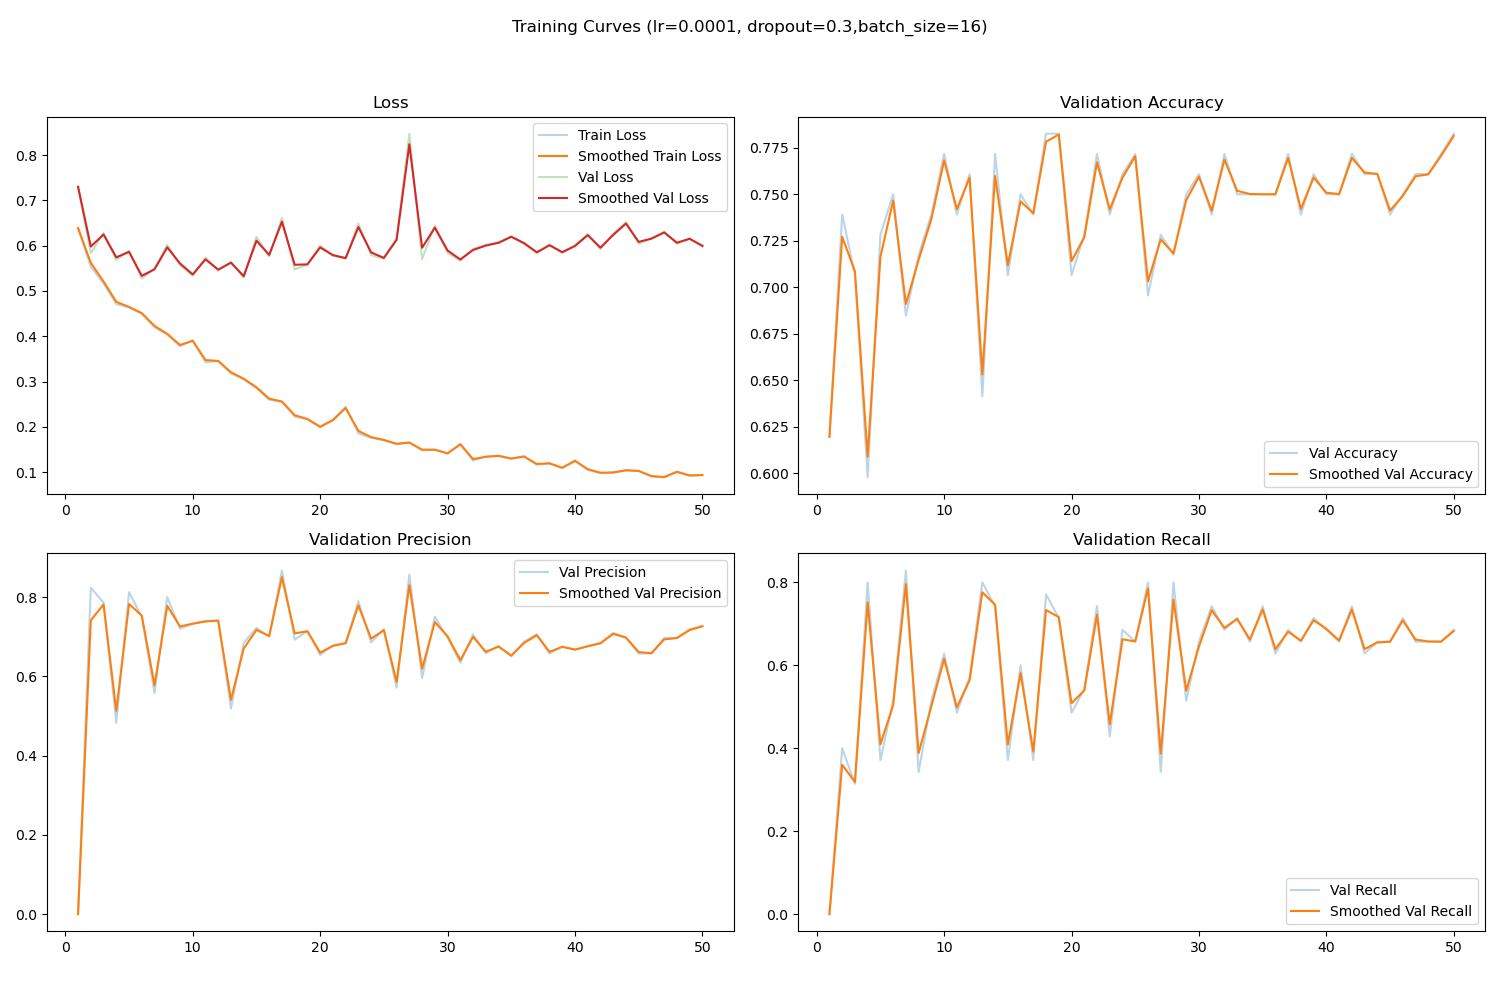 Training Curves (lr=0.0001, dropout=0.3,batch_size=16)
Loss
Train Loss
Smoothed Train Loss
Val Loss
Smoothed Val Loss
0.8
0.7
0.6
0.5
0.4
0.3
0.2
0.1
0 10 20 30 40 50
Validation Accuracy
0.775
0.750
0.725
0.700
0.675
0.650
0.625
0.600
Val Accuracy
Smoothed Val Accuracy
0 10 20 30 40 50
Validation Precision
Val Precision
Smoothed Val Precision
0.8
0.6
0.4
0.2
0.0
0 10 20 30 40 50
Validation Recall
0.8
0.6
0.4
0.2
0.0
Val Recall
Smoothed Val Recall
0 10 20 30 40 50